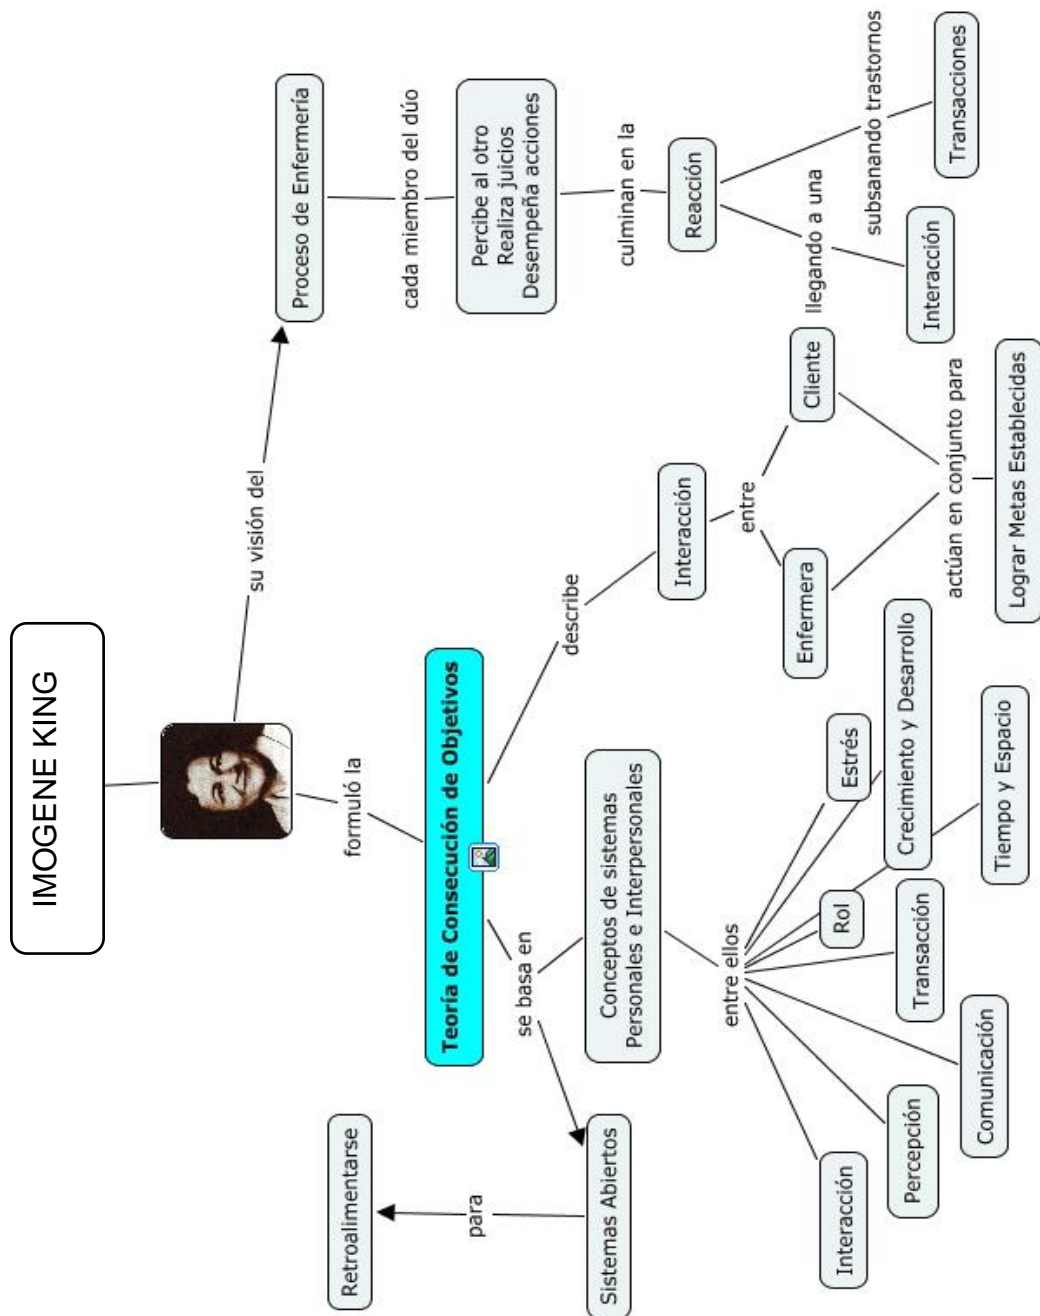 IMOGENE KING
formuló la
su visión del
Teoría de Consecución de Objetivos
se basa en
Sistemas Abiertos
para
Retroalimentarse
Conceptos de sistemas
Personales e Interpersonales
entre ellos
Interacción
Percepción
Comunicación
Transacción
Rol
Tiempo y Espacio
Crecimiento y Desarrollo
Estrés
describe
Interacción
entre
Enfermera
Cliente
actúan en conjunto para
Lograr Metas Establecidas
Proceso de Enfermería
cada miembro del dúo
Percibe al otro
Realiza juicios
Desempeña acciones
culminan en la
Reacción
llegando a una
Interacción
subsanando trastornos
Transacciones